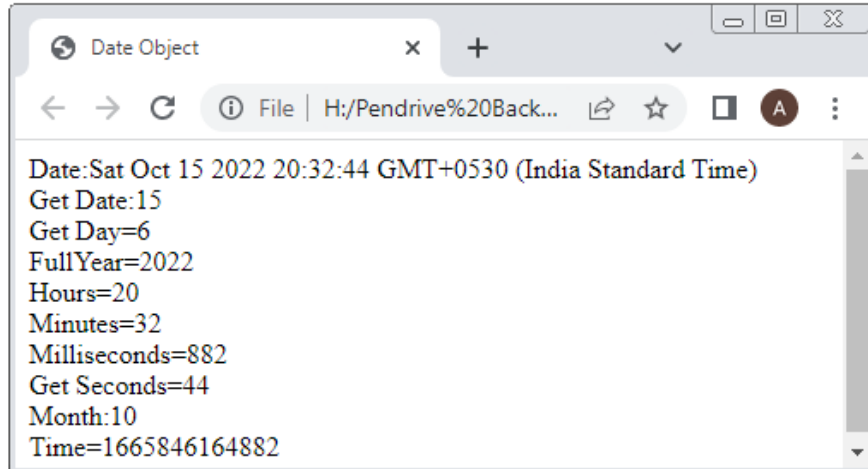 Date Object
File H:/Pendrive%20Back...
A
Date:Sat Oct 15 2022 20:32:44 GMT+0530 (India Standard Time)
Get Date:15
Get Day=6
FullYear=2022
Hours=20
Minutes=32
Milliseconds=882
Get Seconds=44
Month:10
Time=1665846164882